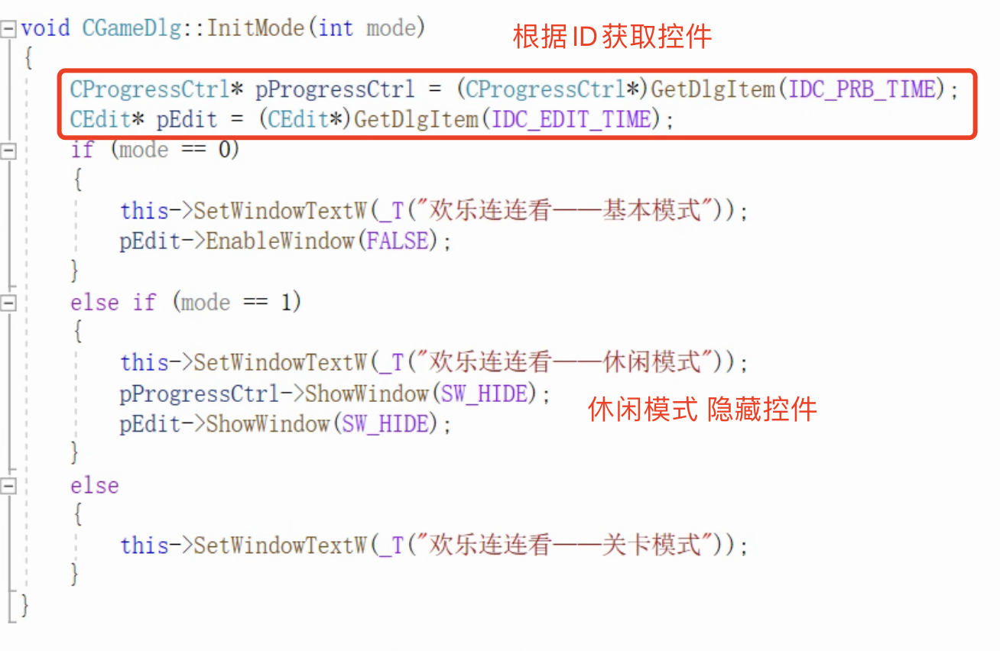 void CGameDlg::InitMode(int mode)
根据ID获取控件
{
CProgressCtrl* pProgressCtrl = (CProgressCtrl*)GetDlgItem(IDC_PRB_TIME);
CEdit* pEdit = (CEdit*)GetDlgItem(IDC_EDIT_TIME);
if (mode == 0)
{
this->SetWindowTextW(_T("欢乐连连看——基本模式"));
pEdit->EnableWindow(FALSE);
}
else if (mode == 1)
{
this->SetWindowTextW(_T("欢乐连连看——休闲模式"));
pProgressCtrl->ShowWindow(SW_HIDE);
休闲模式 隐藏控件
pEdit->ShowWindow(SW_HIDE);
}
else
{
this->SetWindowTextW(_T("欢乐连连看——关卡模式"));
}
}